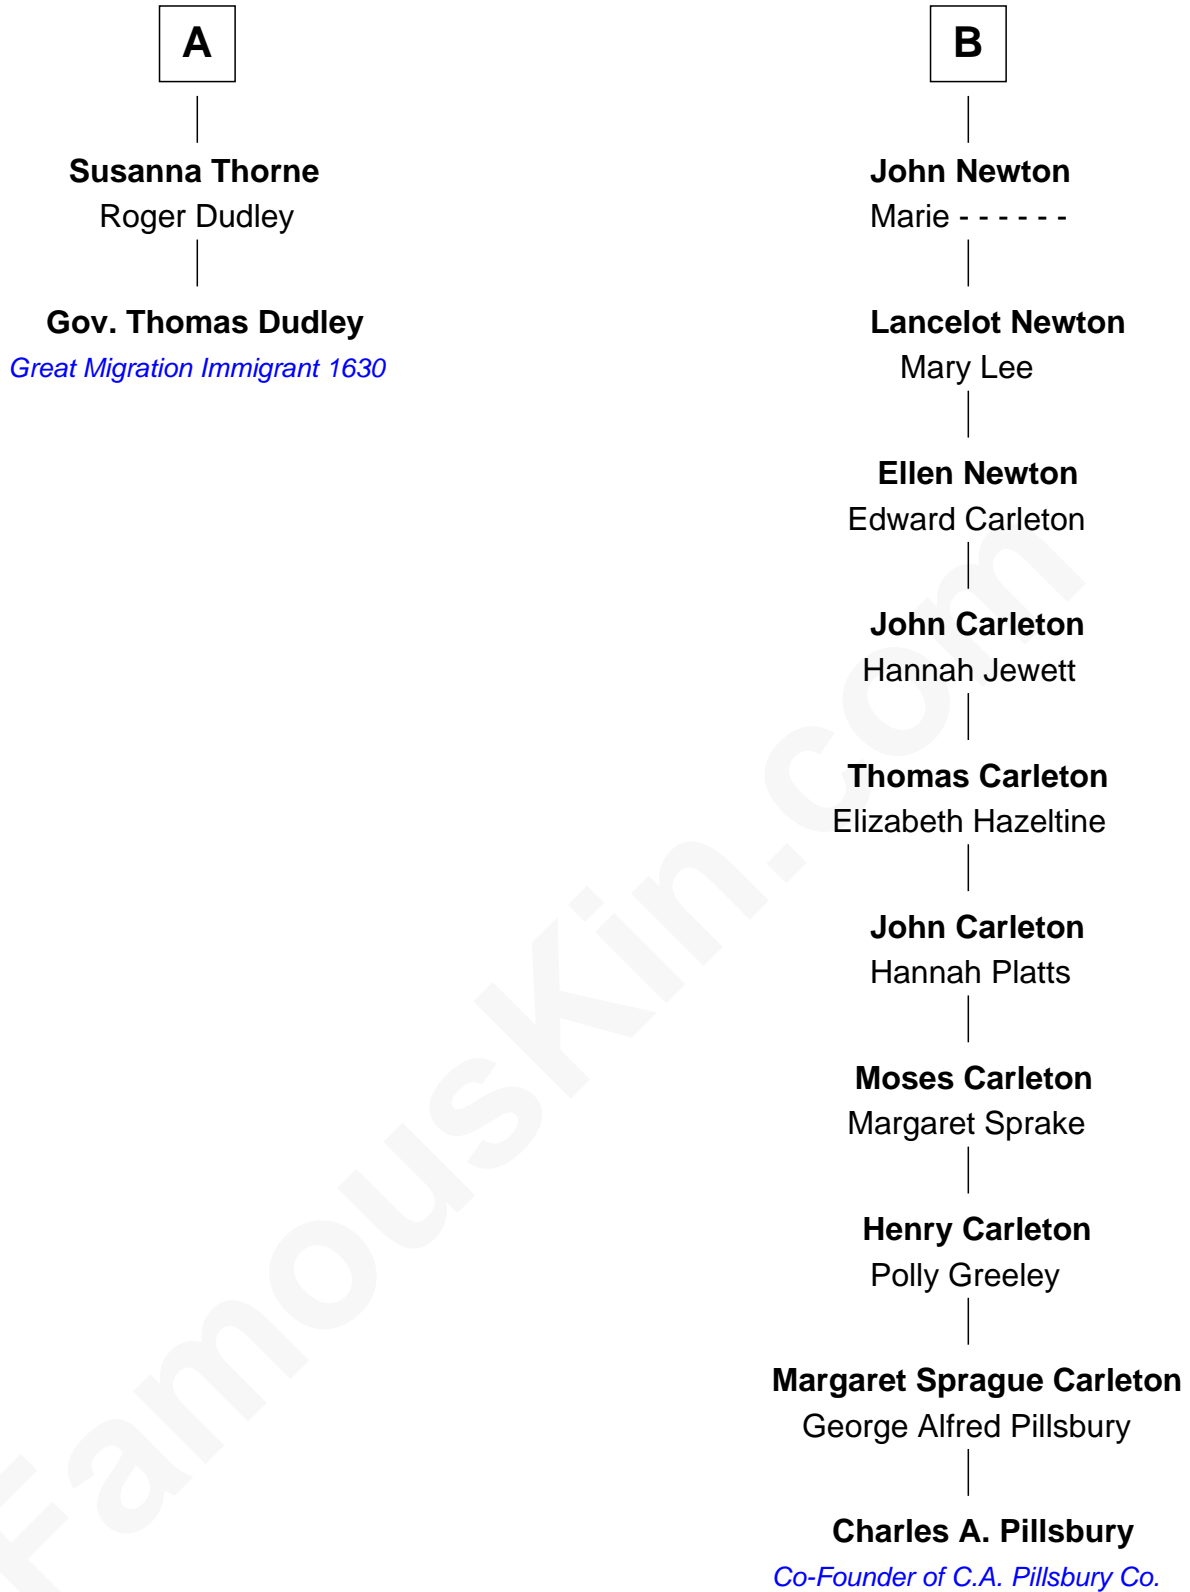 A
Susanna Thorne
Roger Dudley
Gov. Thomas Dudley
Great Migration Immigrant 1630
B
John Newton
Marie - - - - - -
Lancelot Newton
Mary Lee
Ellen Newton
Edward Carleton
John Carleton
Hannah Jewett
Thomas Carleton
Elizabeth Hazeltine
John Carleton
Hannah Platts
Moses Carleton
Margaret Sprake
Henry Carleton
Polly Greeley
Margaret Sprague Carleton
George Alfred Pillsbury
Charles A. Pillsbury
Co-Founder of C.A. Pillsbury Co.
FamousKin.com